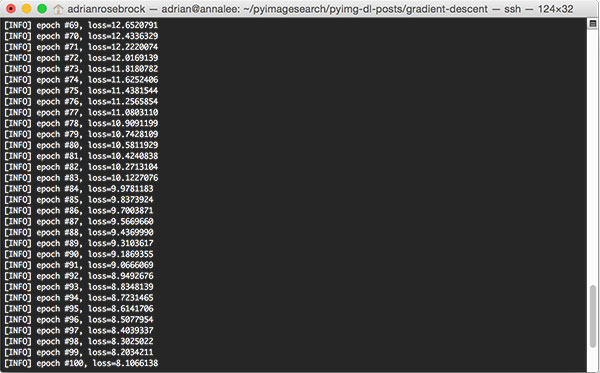 adrianrosebrock — adrian@annalee: ~/pyimagesearch/pyimg-dl-posts/gradient-descent — ssh — 124×32
[INFO] epoch #69, loss=12.6520791
[INFO] epoch #70, loss=12.4336329
[INFO] epoch #71, loss=12.2220074
[INFO] epoch #72, loss=12.0169139
[INFO] epoch #73, loss=11.8180782
[INFO] epoch #74, loss=11.6252406
[INFO] epoch #75, loss=11.4381544
[INFO] epoch #76, loss=11.2565854
[INFO] epoch #77, loss=11.0803110
[INFO] epoch #78, loss=10.9091199
[INFO] epoch #79, loss=10.7428109
[INFO] epoch #80, loss=10.5811929
[INFO] epoch #81, loss=10.4240838
[INFO] epoch #82, loss=10.2713104
[INFO] epoch #83, loss=10.1227076
[INFO] epoch #84, loss=9.9781183
[INFO] epoch #85, loss=9.8373924
[INFO] epoch #86, loss=9.7003871
[INFO] epoch #87, loss=9.5669660
[INFO] epoch #88, loss=9.4369990
[INFO] epoch #89, loss=9.3103617
[INFO] epoch #90, loss=9.1869355
[INFO] epoch #91, loss=9.0666069
[INFO] epoch #92, loss=8.9492676
[INFO] epoch #93, loss=8.8348139
[INFO] epoch #94, loss=8.7231465
[INFO] epoch #95, loss=8.6141706
[INFO] epoch #96, loss=8.5077954
[INFO] epoch #97, loss=8.4039337
[INFO] epoch #98, loss=8.3025022
[INFO] epoch #99, loss=8.2034211
[INFO] epoch #100, loss=8.1066138